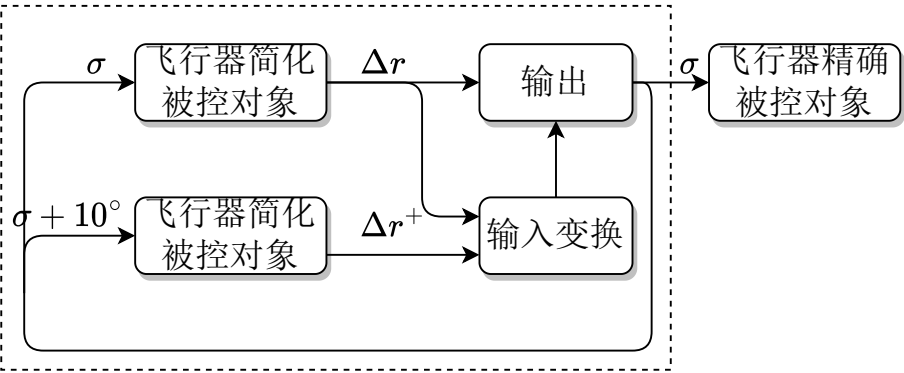 σ
飞行器简化
被控对象
Δr
输出
σ
飞行器精确
被控对象
σ + 10°
飞行器简化
被控对象
Δr⁺
输入变换